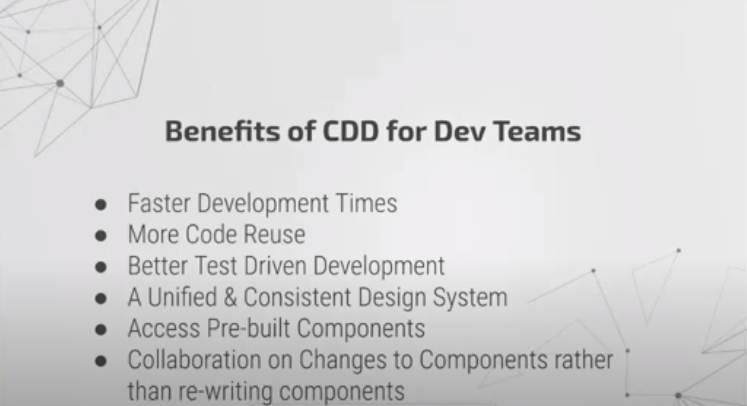 Benefits of CDD for Dev Teams
● Faster Development Times
● More Code Reuse
● Better Test Driven Development
● A Unified & Consistent Design System
● Access Pre-built Components
● Collaboration on Changes to Components rather
than re-writing components